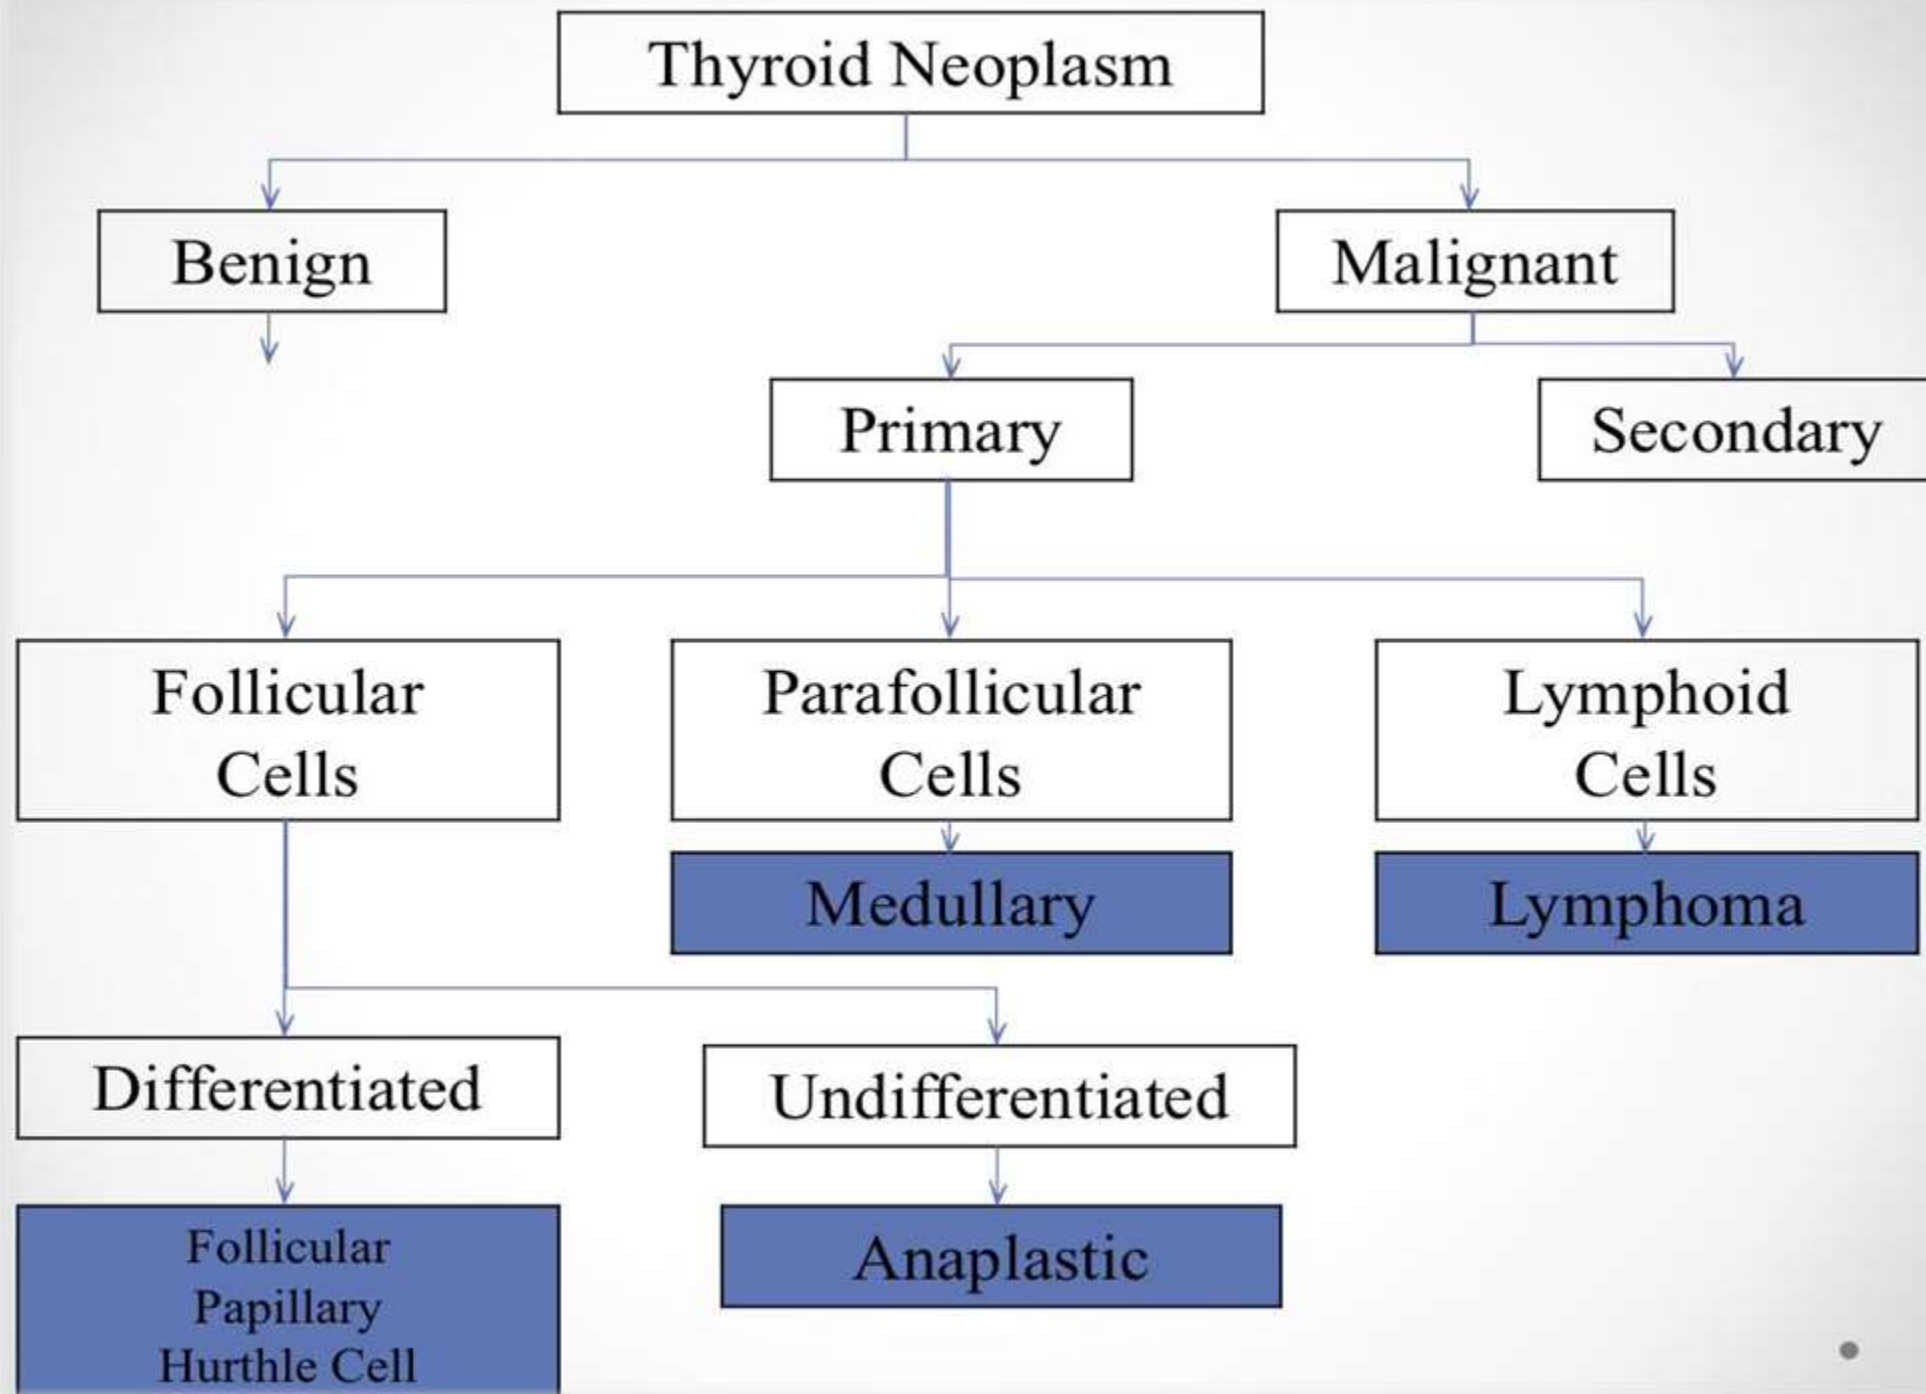 Thyroid Neoplasm
Benign
Malignant
Primary
Secondary
Follicular
Cells
Parafollicular
Cells
Lymphoid
Cells
Medullary
Lymphoma
Differentiated
Undifferentiated
Follicular
Papillary
Hurthle Cell
Anaplastic